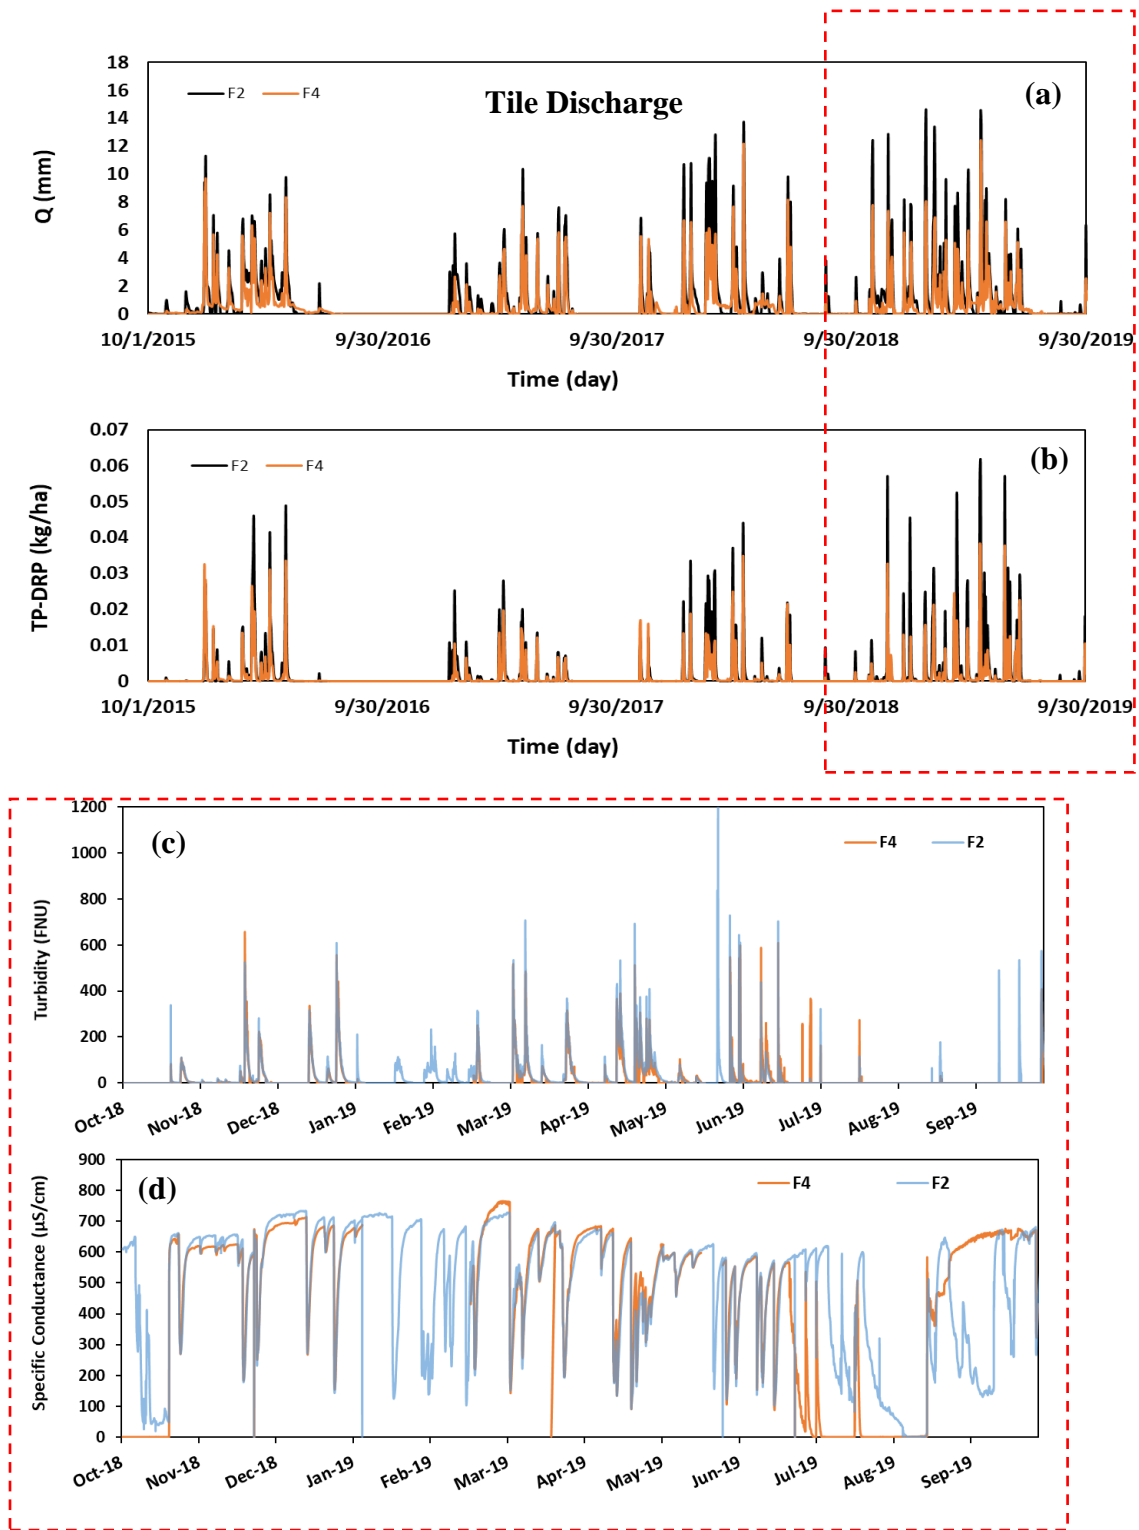 18
16
14
12
10
8
6
4
2
0
Q (mm)
F2 F4
Tile Discharge
(a)
10/1/2015 9/30/2016 9/30/2017 9/30/2018 9/30/2019
Time (day)
0.07
0.06
0.05
0.04
0.03
0.02
0.01
0
TP-DRP (kg/ha)
F2 F4
(b)
10/1/2015 9/30/2016 9/30/2017 9/30/2018 9/30/2019
Time (day)
1200
1000
800
600
400
200
0
Turbidity (FNU)
(c)
F4 F2
Oct-18 Nov-18 Dec-18 Jan-19 Feb-19 Mar-19 Apr-19 May-19 Jun-19 Jul-19 Aug-19 Sep-19
900
800
700
600
500
400
300
200
100
0
Specific Conductance (µS/cm)
(d)
F4 F2
Oct-18 Nov-18 Dec-18 Jan-19 Feb-19 Mar-19 Apr-19 May-19 Jun-19 Jul-19 Aug-19 Sep-19